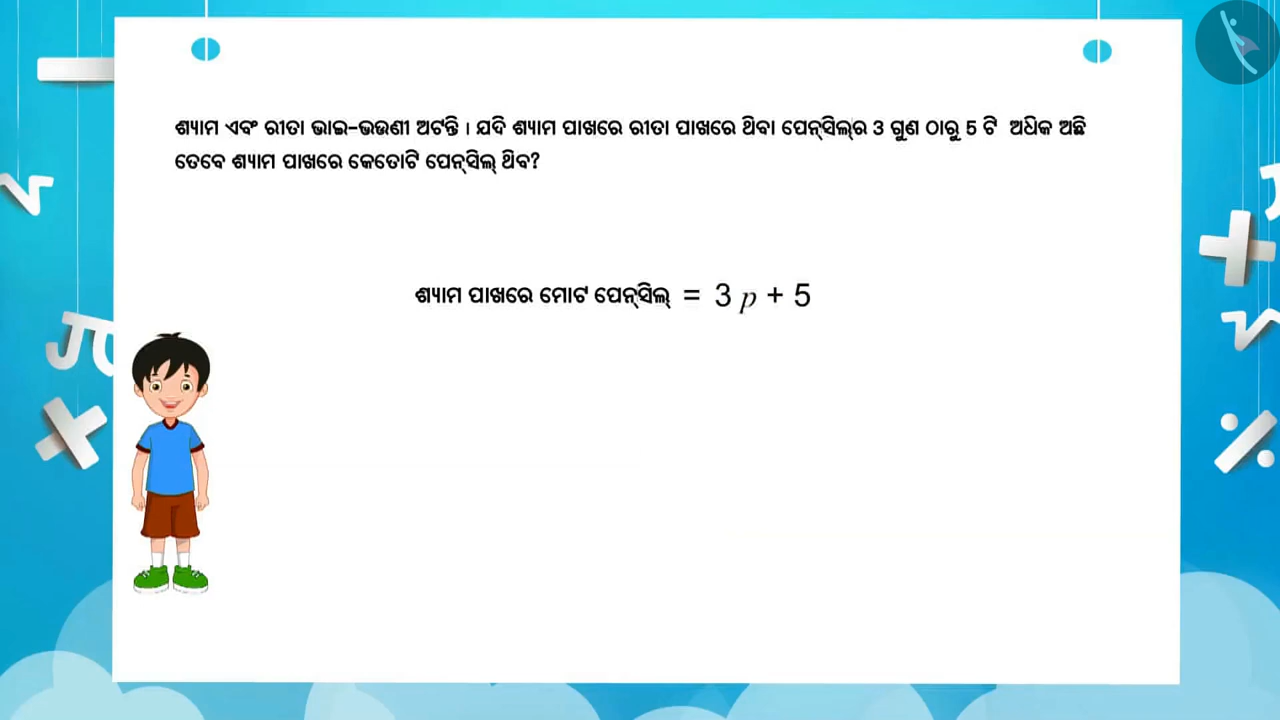 ଶ୍ୟାମ ଏବଂ ରୀତା ଭାଇ-ଭଉଣୀ ଅଟନ୍ତି । ଯଦି ଶ୍ୟାମ ପାଖରେ ରୀତା ପାଖରେ ଥିବା ପେନ୍‌ସିଲ୍‌ର 3 ଗୁଣ ଠାରୁ 5 ଟି ଅଧିକ ଅଛି
ତେବେ ଶ୍ୟାମ ପାଖରେ କେତୋଟି ପେନ୍‌ସିଲ୍ ଥିବ?
ଶ୍ୟାମ ପାଖରେ ମୋଟ ପେନ୍‌ସିଲ୍ = 3 p + 5